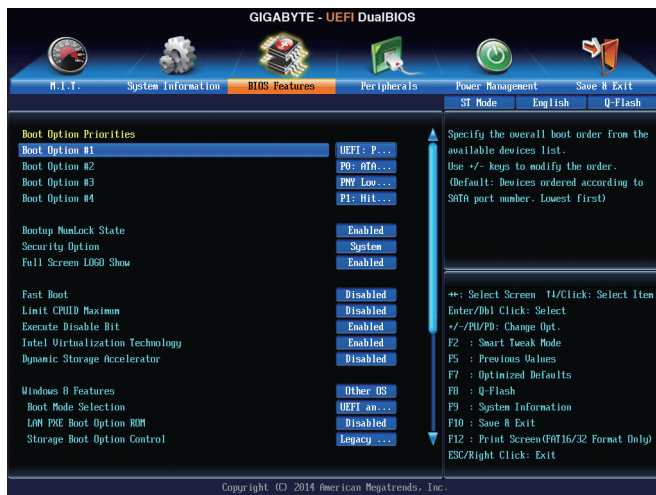 GIGABYTE - UEFI DualBIOS
M.I.T. System Information BIOS Features Peripherals Power Management Save & Exit
ST Mode English Q-Flash
Boot Option Priorities
Boot Option #1 UEFI: P...
Boot Option #2 P0: ATA...
Boot Option #3 PNY Lov...
Boot Option #4 P1: Hit...
Bootup NumLock State Enabled
Security Option System
Full Screen LOGO Show Enabled
Fast Boot Disabled
Limit CPUID Maximum Disabled
Execute Disable Bit Enabled
Intel Virtualization Technology Enabled
Dynamic Storage Accelerator Disabled
Windows 8 Features Other OS
Boot Mode Selection UEFI an...
LAN PXE Boot Option ROM Disabled
Storage Boot Option Control Legacy ...
Specify the overall boot order from the
available devices list.
Use +/- keys to modify the order.
(Default: Devices ordered according to
SATA port number. Lowest first)
→←: Select Screen ↑↓/Click: Select Item
Enter/Dbl Click: Select
+/-/PU/PD: Change Opt.
F2 : Smart Tweak Mode
F5 : Previous Values
F7 : Optimized Defaults
F8 : Q-Flash
F9 : System Information
F10 : Save & Exit
F12 : Print Screen(FAT16/32 Format Only)
ESC/Right Click: Exit
Copyright (C) 2014 American Megatrends, Inc.